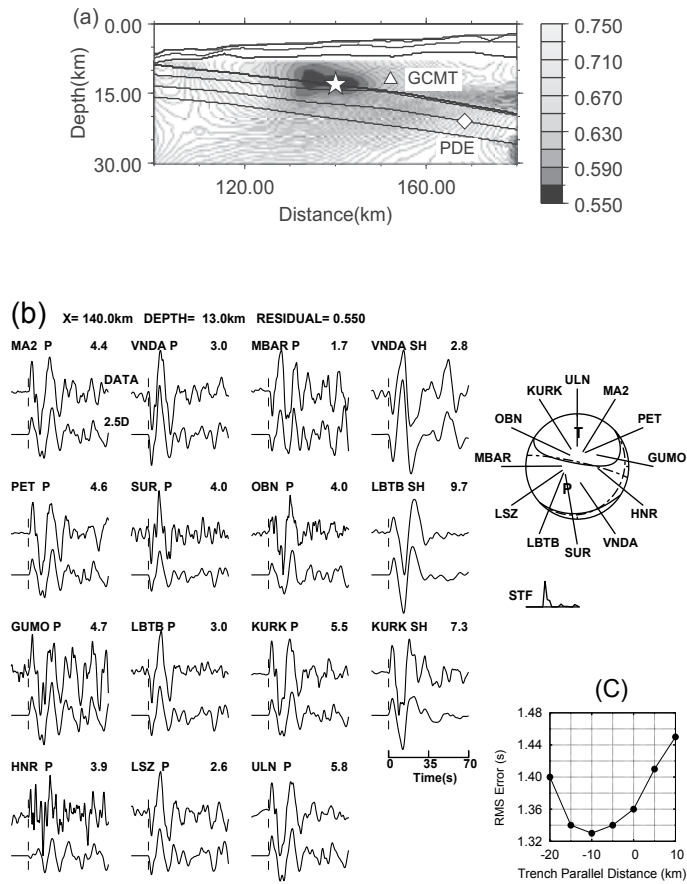 (a)
0.00
15.00
30.00
Depth(km)
120.00
160.00
Distance(km)
GCMT
PDE
0.750
0.710
0.670
0.630
0.590
0.550
(b)
X= 140.0km DEPTH= 13.0km RESIDUAL= 0.550
MA2 P 4.4
VNDA P 3.0
MBAR P 1.7
VNDA SH 2.8
DATA
2.5D
PET P 4.6
SUR P 4.0
OBN P 4.0
LBTB SH 9.7
GUMO P 4.7
LBTB P 3.0
KURK P 5.5
KURK SH 7.3
0 35 70
Time(s)
HNR P 3.9
LSZ P 2.6
ULN P 5.8
ULN
KURK
MA2
OBN
PET
T
MBAR
GUMO
P
LSZ
HNR
LBTB
VNDA
SUR
STF
(C)
1.48
1.44
1.40
1.36
1.32
RMS Error (s)
-20 -10 0 10
Trench Parallel Distance (km)